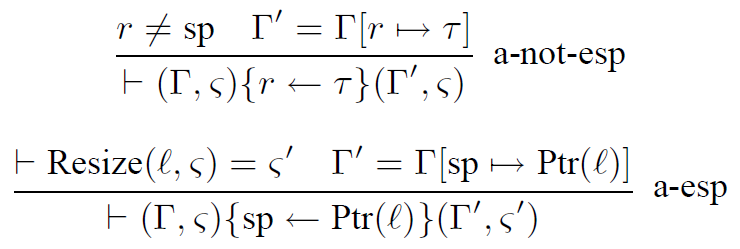 r ≠ sp Γ′ = Γ[r ↦ τ]
⊢ (Γ, ς){r ← τ}(Γ′, ς) a-not-esp
⊢ Resize(ℓ, ς) = ς′ Γ′ = Γ[sp ↦ Ptr(ℓ)]
⊢ (Γ, ς){sp ← Ptr(ℓ)}(Γ′, ς′) a-esp